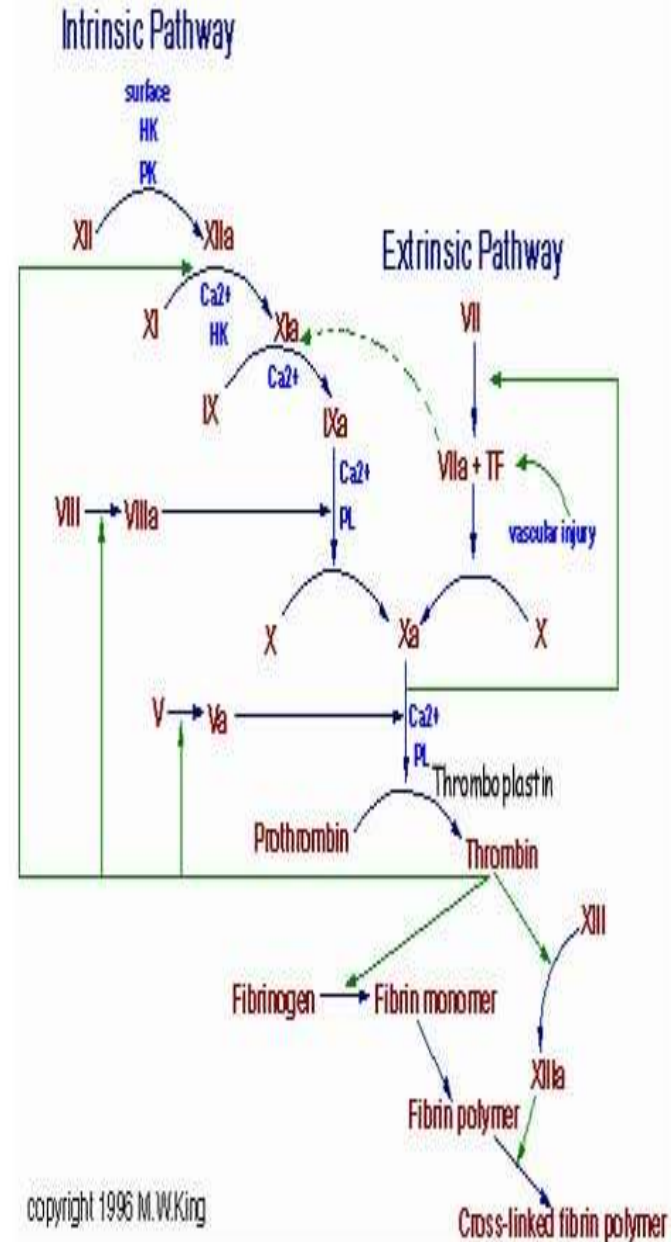 Intrinsic Pathway
surface
HK
PK
XII
XIIa
Extrinsic Pathway
XI
Ca2+
HK
XIa
VII
IX
Ca2+
IXa
VIIa + TF
Ca2+
PL
VIII
VIIIa
vascular injury
X
Xa
X
V
Va
Ca2+
PL
Thromboplastin
Prothrombin
Thrombin
XIII
Fibrinogen
Fibrin monomer
XIIIa
Fibrin polymer
copyright 1996 M.W.King
Cross-linked fibrin polymer